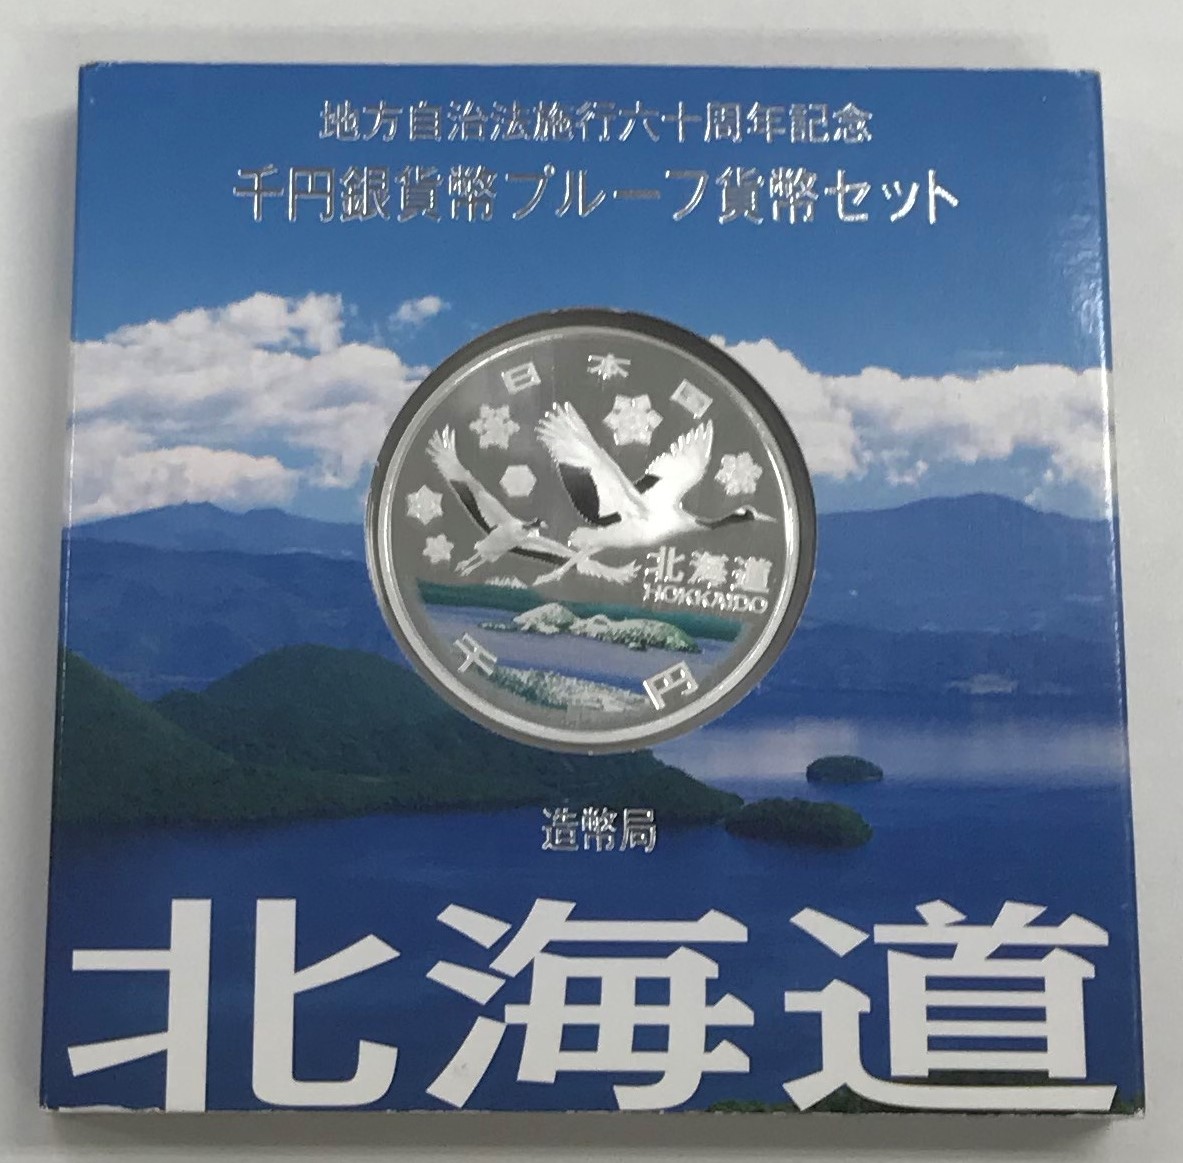 地方自治法施行六十周年記念
千円銀貨幣プルーフ貨幣セット
日本国
北海道
HOKKAIDO
千円
造幣局
北海道